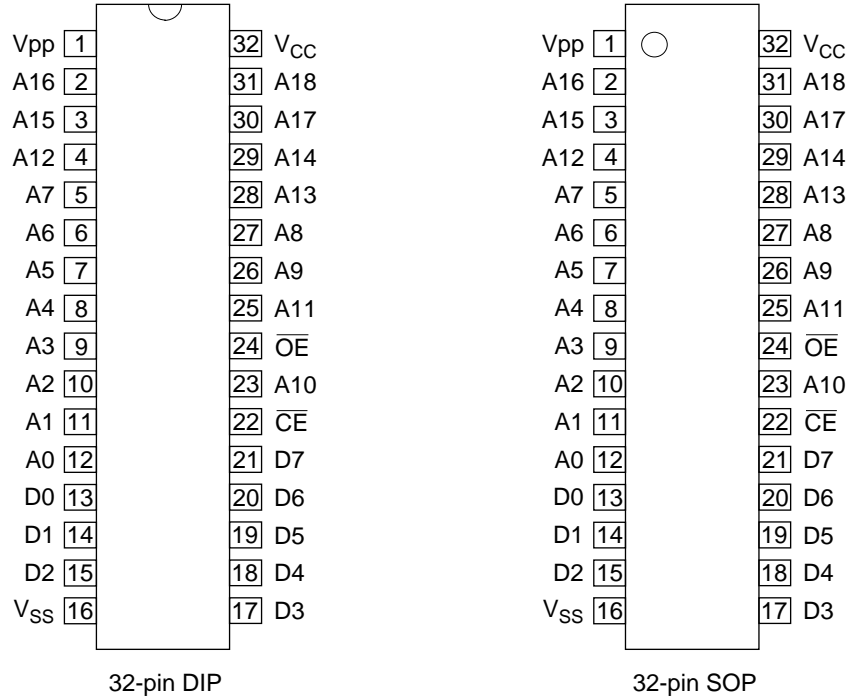 Vpp 1 32 VCC
A16 2 31 A18
A15 3 30 A17
A12 4 29 A14
A7 5 28 A13
A6 6 27 A8
A5 7 26 A9
A4 8 25 A11
A3 9 24 O̅E̅
A2 10 23 A10
A1 11 22 C̅E̅
A0 12 21 D7
D0 13 20 D6
D1 14 19 D5
D2 15 18 D4
VSS 16 17 D3
32-pin DIP
Vpp 1 32 VCC
A16 2 31 A18
A15 3 30 A17
A12 4 29 A14
A7 5 28 A13
A6 6 27 A8
A5 7 26 A9
A4 8 25 A11
A3 9 24 O̅E̅
A2 10 23 A10
A1 11 22 C̅E̅
A0 12 21 D7
D0 13 20 D6
D1 14 19 D5
D2 15 18 D4
VSS 16 17 D3
32-pin SOP